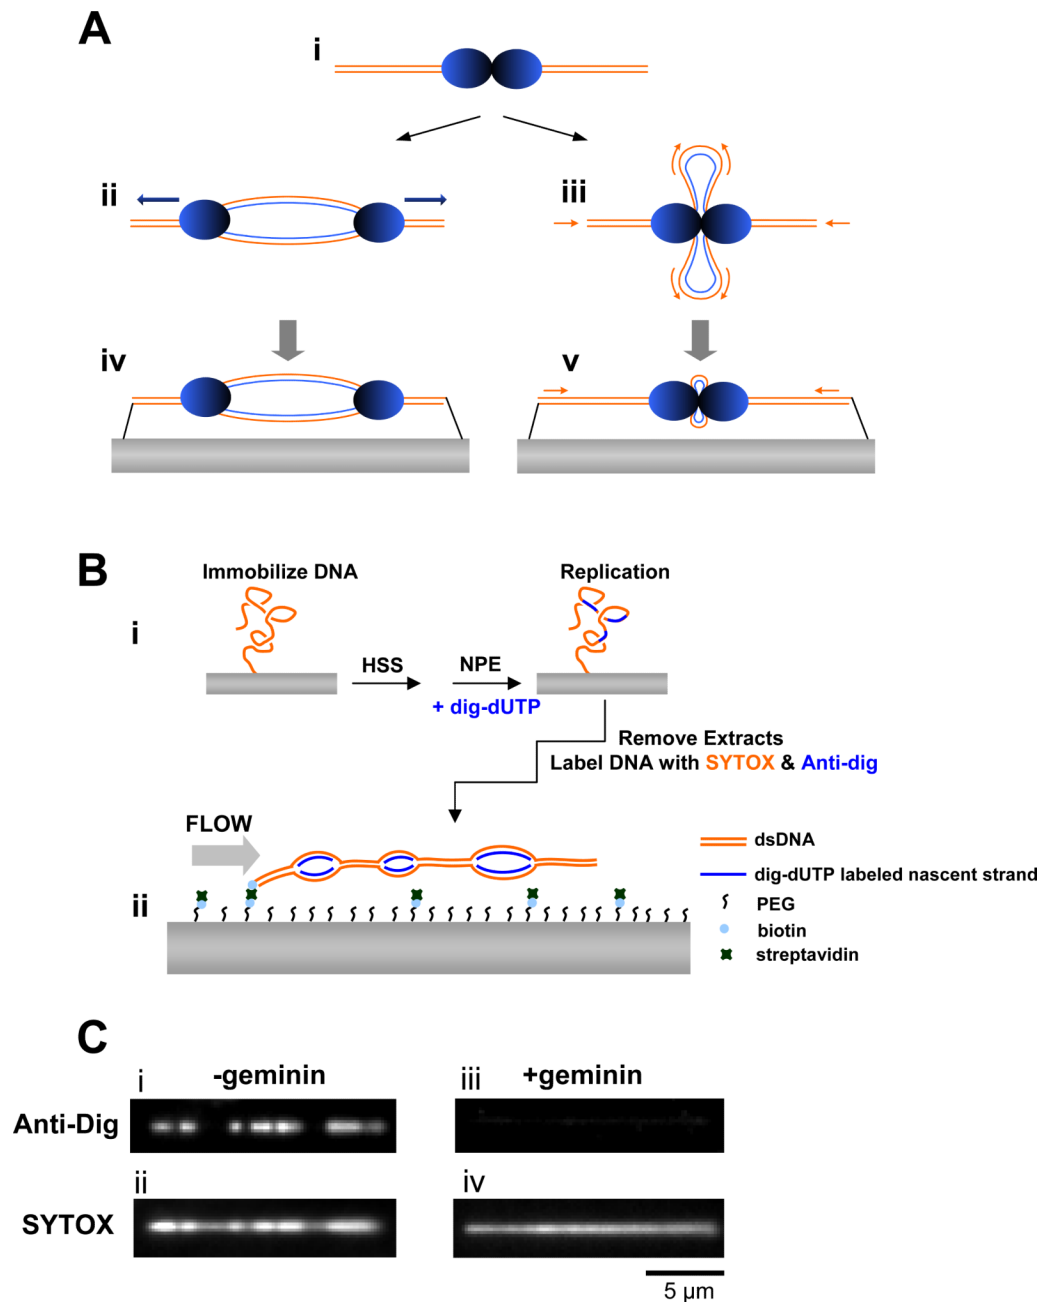 A
i
ii
iii
iv
v
B
Immobilize DNA
Replication
i
HSS
NPE
+ dig-dUTP
Remove Extracts
Label DNA with SYTOX & Anti-dig
FLOW
dsDNA
dig-dUTP labeled nascent strand
ii
PEG
biotin
streptavidin
C
i
-geminin
iii
+geminin
Anti-Dig
ii
iv
SYTOX
5 µm